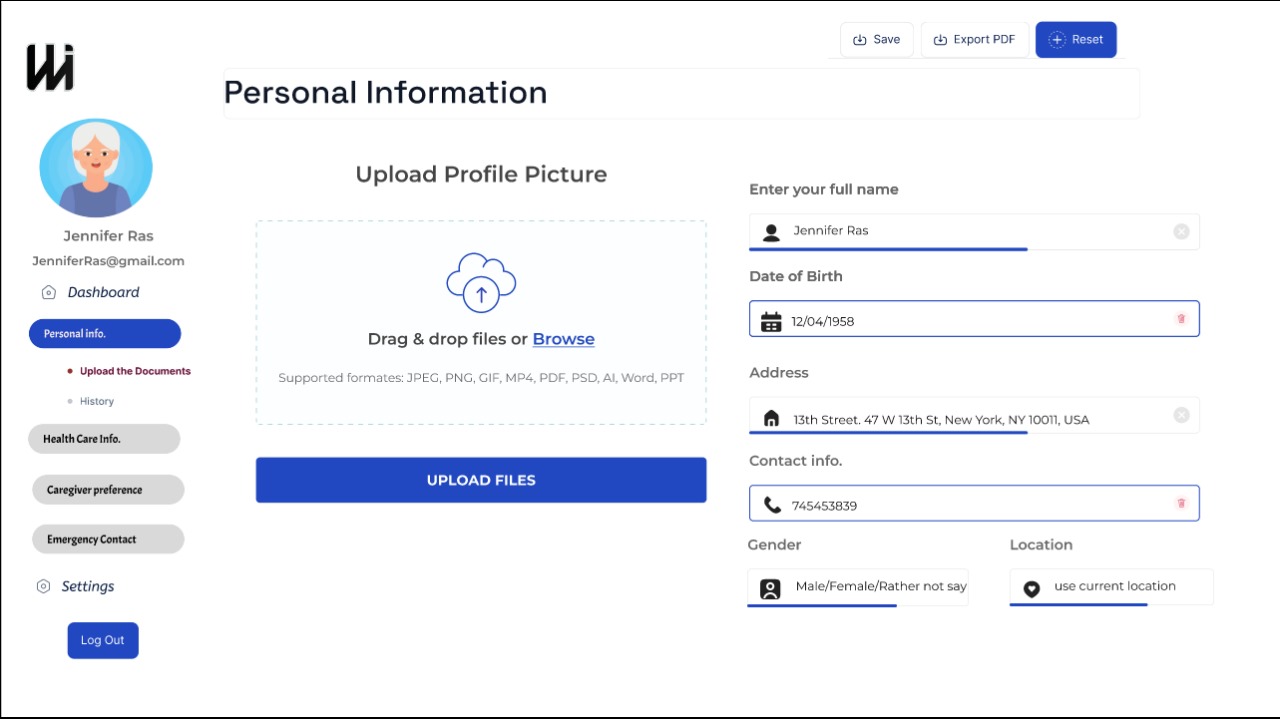 Save
Export PDF
Reset
Personal Information
Jennifer Ras
JenniferRas@gmail.com
Dashboard
Personal info.
Upload the Documents
History
Health Care Info.
Caregiver preference
Emergency Contact
Settings
Log Out
Upload Profile Picture
Drag & drop files or Browse
Supported formates: JPEG, PNG, GIF, MP4, PDF, PSD, AI, Word, PPT
UPLOAD FILES
Enter your full name
Jennifer Ras
Date of Birth
12/04/1958
Address
13th Street. 47 W 13th St, New York, NY 10011, USA
Contact info.
745453839
Gender
Male/Female/Rather not say
Location
use current location